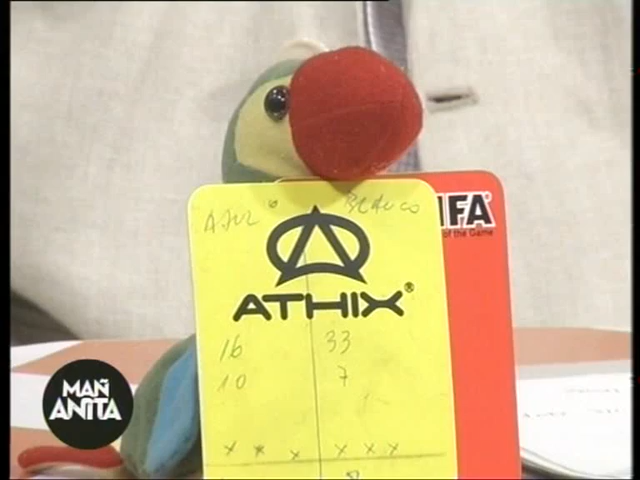 AZUL BLANCO
IFA
of the Game
ATHIX®
16 33
10 7
x x x x x x
MAÑ
ANITA